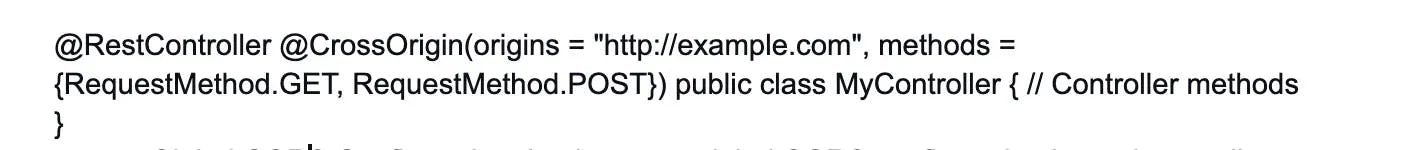 @RestController @CrossOrigin(origins = "http://example.com", methods =
{RequestMethod.GET, RequestMethod.POST}) public class MyController { // Controller methods
}